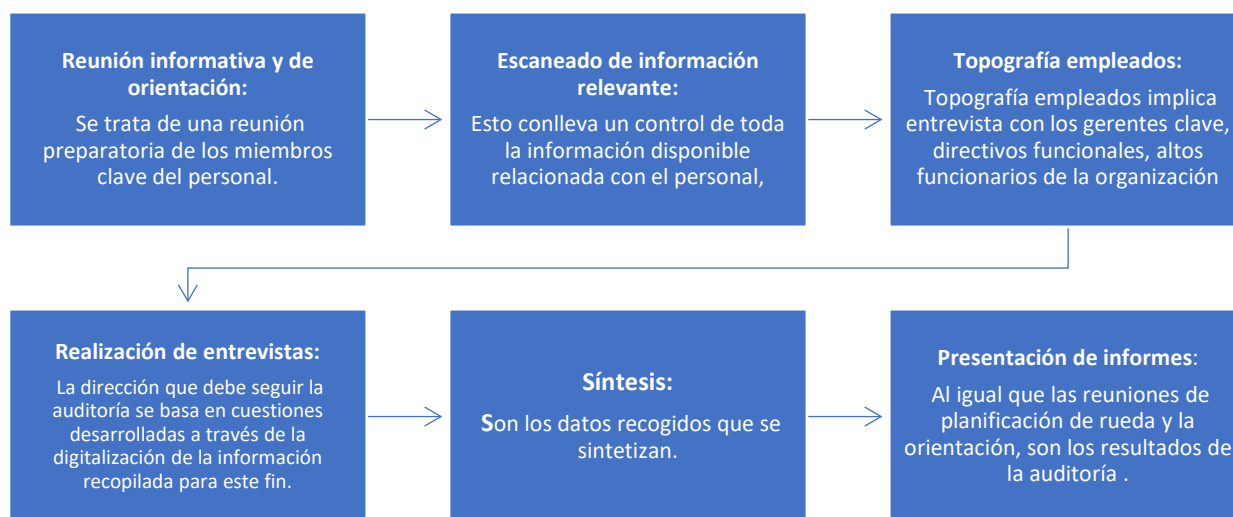 Reunión informativa y de
orientación:
Se trata de una reunión
preparatoria de los miembros
clave del personal.
Escaneado de información
relevante:
Esto conlleva un control de toda
la información disponible
relacionada con el personal,
Topografía empleados:
Topografía empleados implica
entrevista con los gerentes clave,
directivos funcionales, altos
funcionarios de la organización
Realización de entrevistas:
La dirección que debe seguir la
auditoría se basa en cuestiones
desarrolladas a través de la
digitalización de la información
recopilada para este fin.
Síntesis:
Son los datos recogidos que se
sintetizan.
Presentación de informes:
Al igual que las reuniones de
planificación de rueda y la
orientación, son los resultados de
la auditoría .